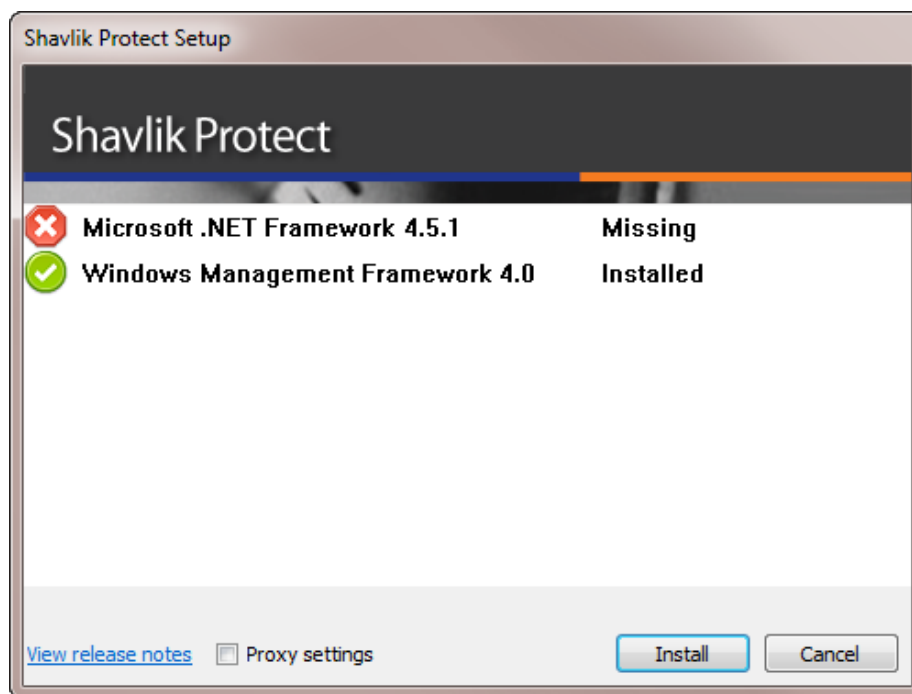 Shavlik Protect Setup
Shavlik Protect
Microsoft .NET Framework 4.5.1 Missing
Windows Management Framework 4.0 Installed
View release notes Proxy settings Install Cancel